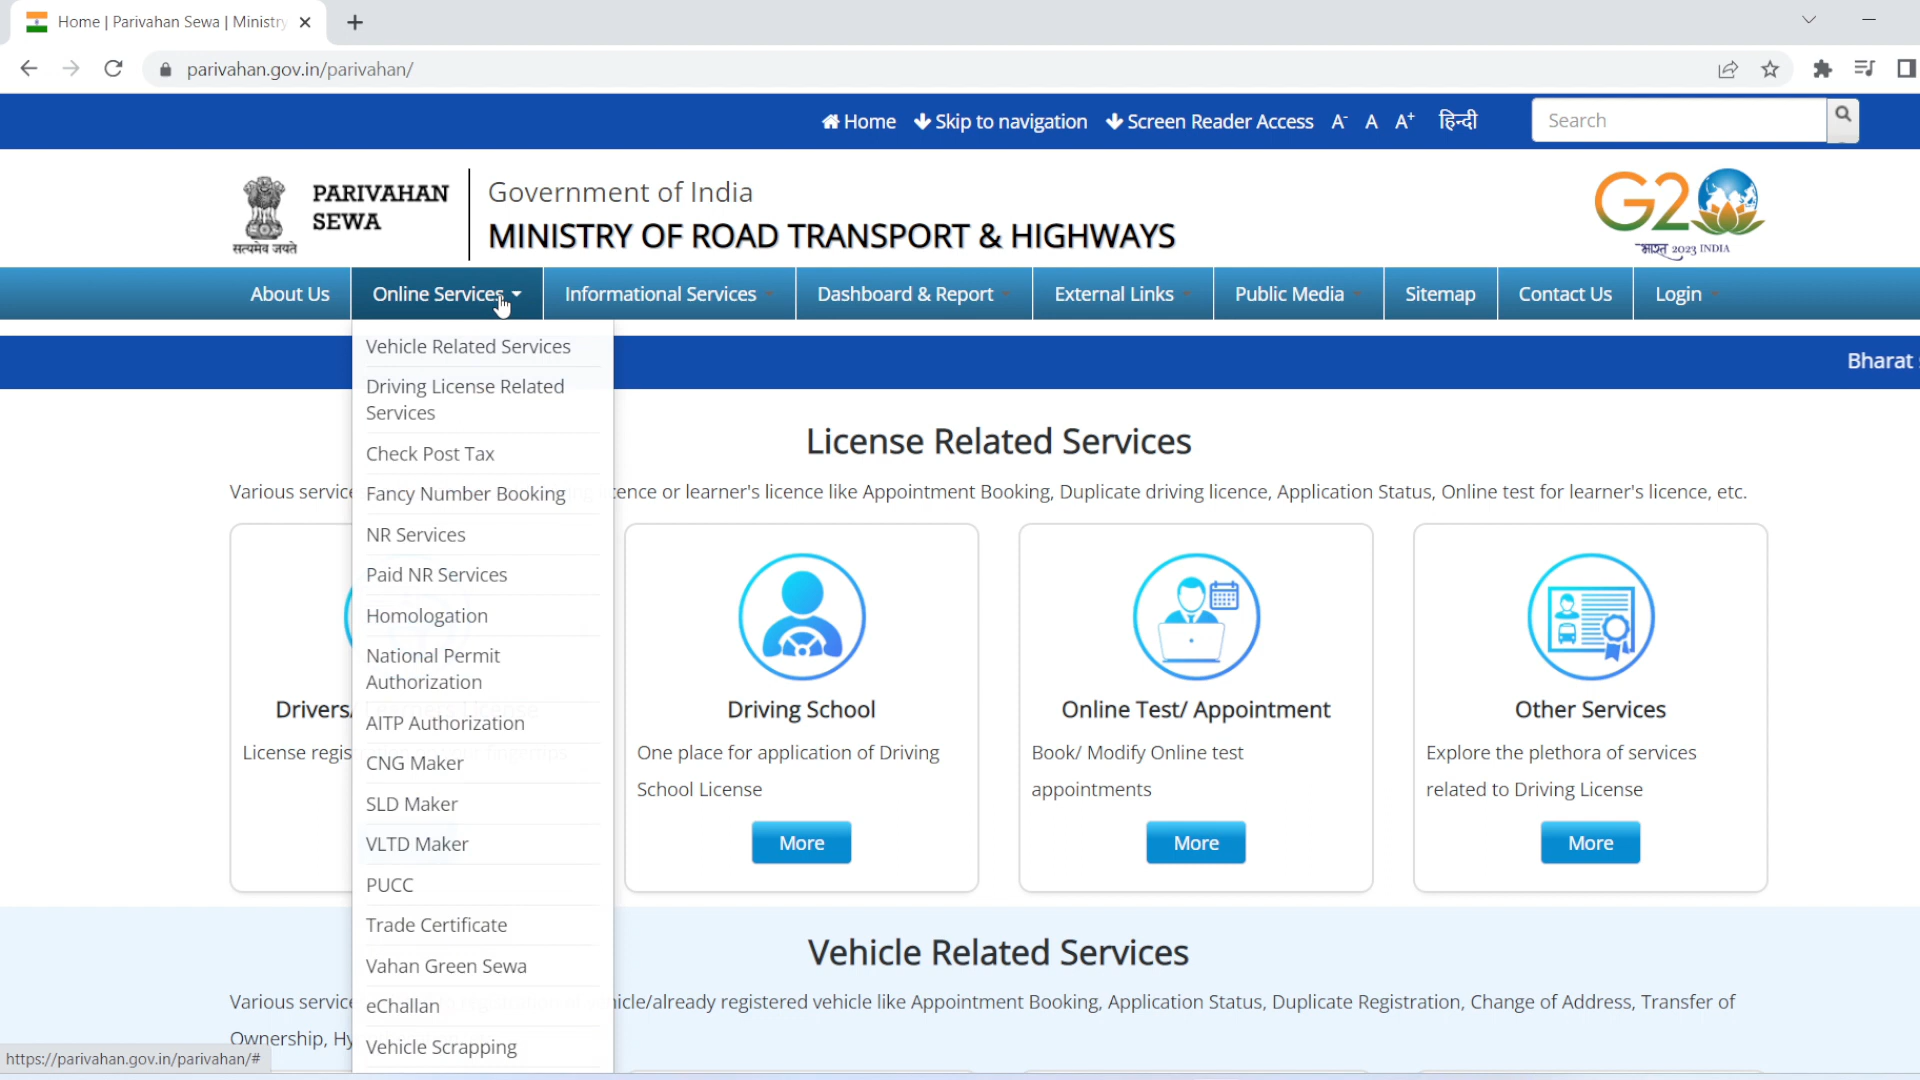 Home | Parivahan Sewa | Ministry
parivahan.gov.in/parivahan/
Home Skip to navigation Screen Reader Access A- A A+ हिन्दी Search
PARIVAHAN
SEWA
सत्यमेव जयते
Government of India
MINISTRY OF ROAD TRANSPORT & HIGHWAYS
G20
भारत 2023 INDIA
About Us Online Services Informational Services Dashboard & Report External Links Public Media Sitemap Contact Us Login
Bharat
Vehicle Related Services
Driving License Related
Services
Check Post Tax
Fancy Number Booking
NR Services
Paid NR Services
Homologation
National Permit
Authorization
AITP Authorization
CNG Maker
SLD Maker
VLTD Maker
PUCC
Trade Certificate
Vahan Green Sewa
eChallan
Vehicle Scrapping
License Related Services
Various service cence or learner's licence like Appointment Booking, Duplicate driving licence, Application Status, Online test for learner's licence, etc.
Drivers/
License regis
Driving School
One place for application of Driving
School License
More
Online Test/ Appointment
Book/ Modify Online test
appointments
More
Other Services
Explore the plethora of services
related to Driving License
More
Vehicle Related Services
Various service hicle/already registered vehicle like Appointment Booking, Application Status, Duplicate Registration, Change of Address, Transfer of
Ownership, Hy
https://parivahan.gov.in/parivahan/#